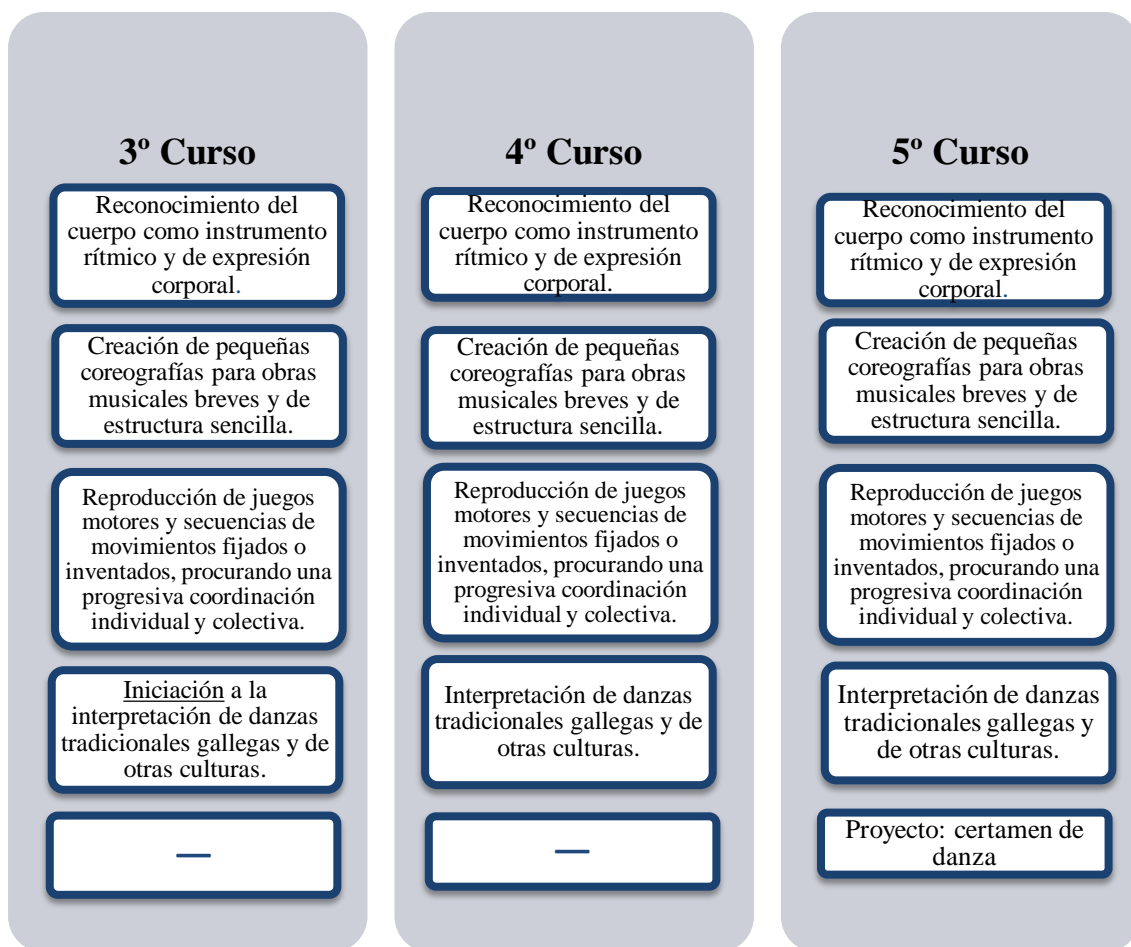 3º Curso
Reconocimiento del
cuerpo como instrumento
rítmico y de expresión
corporal.
Creación de pequeñas
coreografías para obras
musicales breves y de
estructura sencilla.
Reproducción de juegos
motores y secuencias de
movimientos fijados o
inventados, procurando una
progresiva coordinación
individual y colectiva.
Iniciación a la
interpretación de danzas
tradicionales gallegas y de
otras culturas.
—
4º Curso
Reconocimiento del
cuerpo como instrumento
rítmico y de expresión
corporal.
Creación de pequeñas
coreografías para obras
musicales breves y de
estructura sencilla.
Reproducción de juegos
motores y secuencias de
movimientos fijados o
inventados, procurando una
progresiva coordinación
individual y colectiva.
Interpretación de danzas
tradicionales gallegas y de
otras culturas.
—
5º Curso
Reconocimiento del
cuerpo como instrumento
rítmico y de expresión
corporal.
Creación de pequeñas
coreografías para obras
musicales breves y de
estructura sencilla.
Reproducción de juegos
motores y secuencias de
movimientos fijados o
inventados, procurando una
progresiva coordinación
individual y colectiva.
Interpretación de danzas
tradicionales gallegas y
de otras culturas.
Proyecto: certamen de
danza